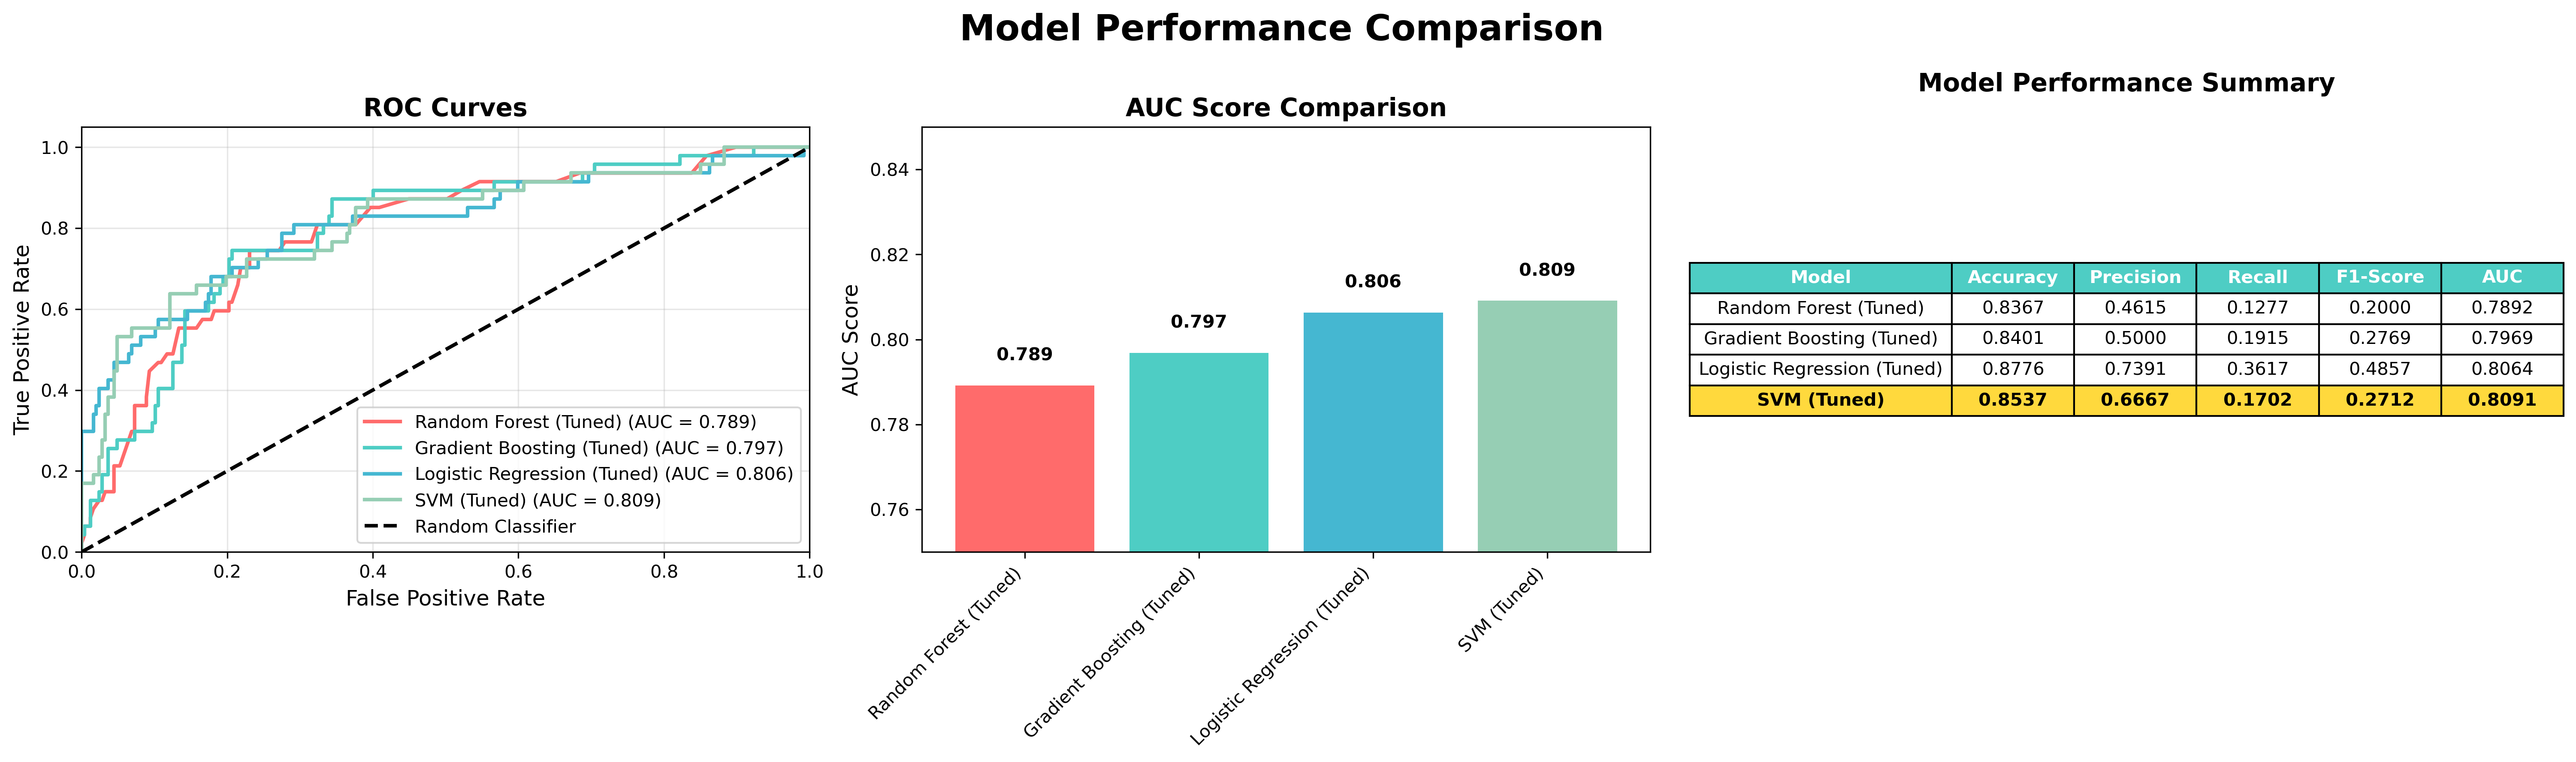 Model Performance Comparison
ROC Curves
True Positive Rate
1.0
0.8
0.6
0.4
0.2
0.0
0.0 0.2 0.4 0.6 0.8 1.0
False Positive Rate
Random Forest (Tuned) (AUC = 0.789)
Gradient Boosting (Tuned) (AUC = 0.797)
Logistic Regression (Tuned) (AUC = 0.806)
SVM (Tuned) (AUC = 0.809)
Random Classifier
AUC Score Comparison
AUC Score
0.84
0.82
0.80
0.78
0.76
0.789
0.797
0.806
0.809
Random Forest (Tuned)
Gradient Boosting (Tuned)
Logistic Regression (Tuned)
SVM (Tuned)
Model Performance Summary
Model Accuracy Precision Recall F1-Score AUC
Random Forest (Tuned) 0.8367 0.4615 0.1277 0.2000 0.7892
Gradient Boosting (Tuned) 0.8401 0.5000 0.1915 0.2769 0.7969
Logistic Regression (Tuned) 0.8776 0.7391 0.3617 0.4857 0.8064
SVM (Tuned) 0.8537 0.6667 0.1702 0.2712 0.8091